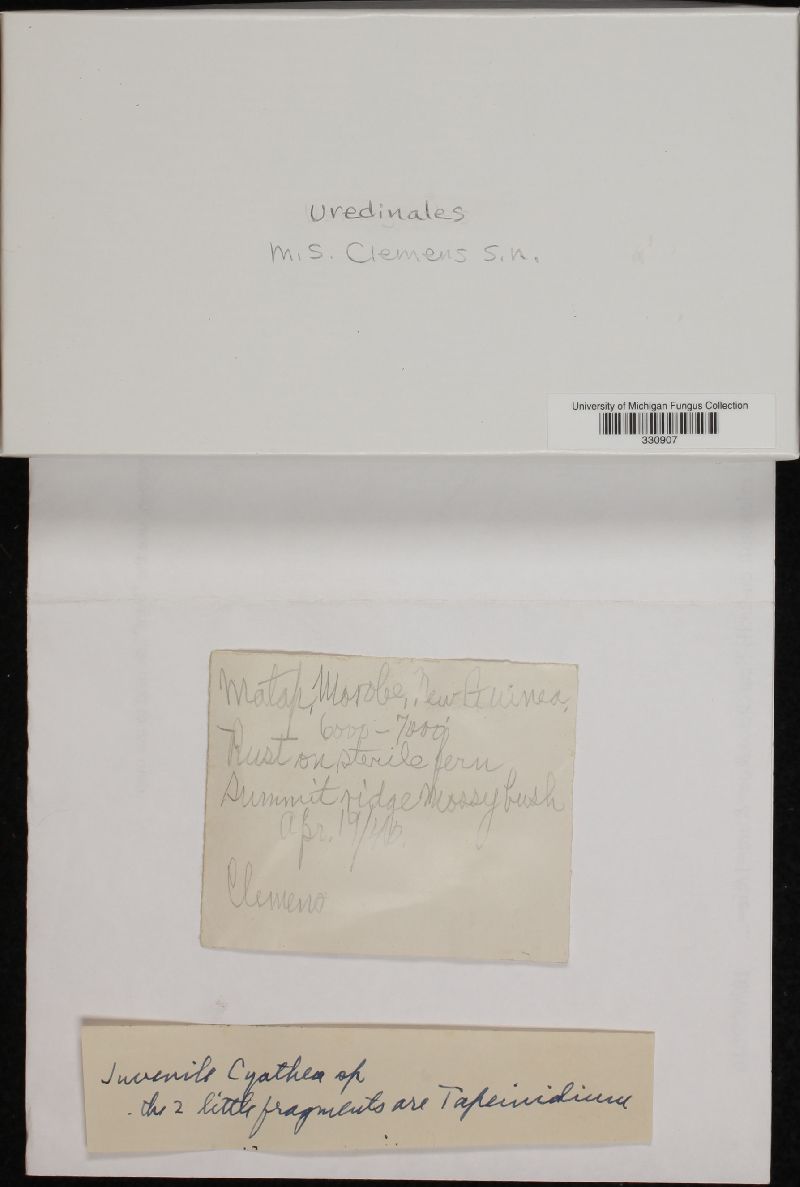 Uredinales
M.S. Clemens s.n.
University of Michigan Fungus Collection
330907
Matap, Morobe, New Guinea,
6000-7000'
Rust on sterile fern
Summit ridge Mossy bush
Apr. 19/40.
Clemens
Juvenile Cyathea sp
the 2 little fragments are Tapeinidium